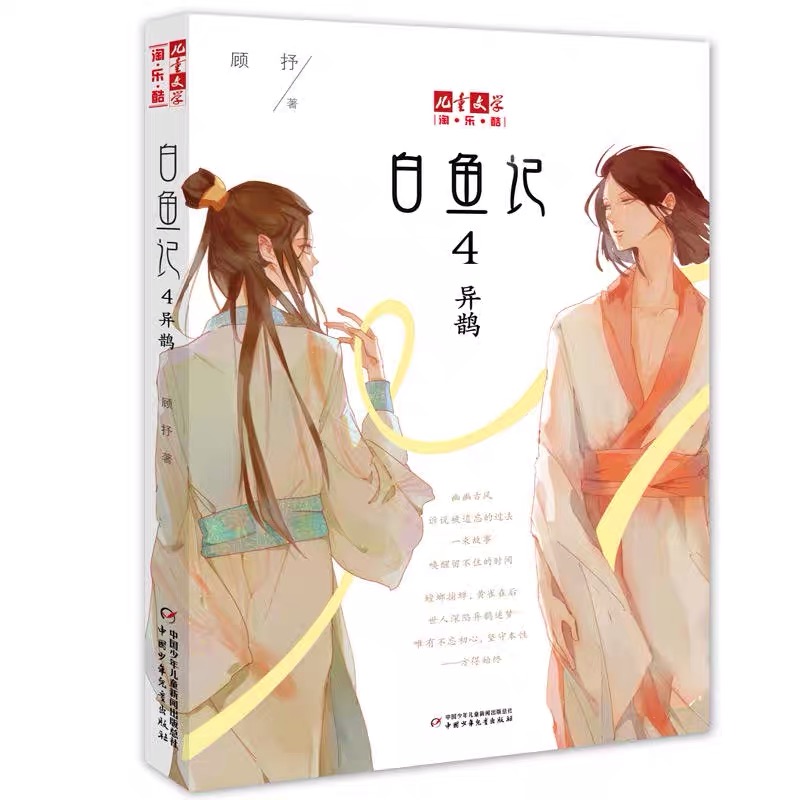 儿童文学
淘·乐·酷
白鱼记
4
异鹊
顾抒
著
中国少年儿童新闻出版总社
中国少年儿童出版社
顾 抒
著
儿童文学
淘·乐·酷
白鱼记
4
异鹊
幽幽古风
诉说被遗忘的过去
一束故事
唤醒留不住的时间
螳螂捕蝉，黄雀在后
世人深陷异鹊迷梦
唯有不忘初心，坚守本性
——方得始终
中国少年儿童新闻出版总社
中国少年儿童出版社